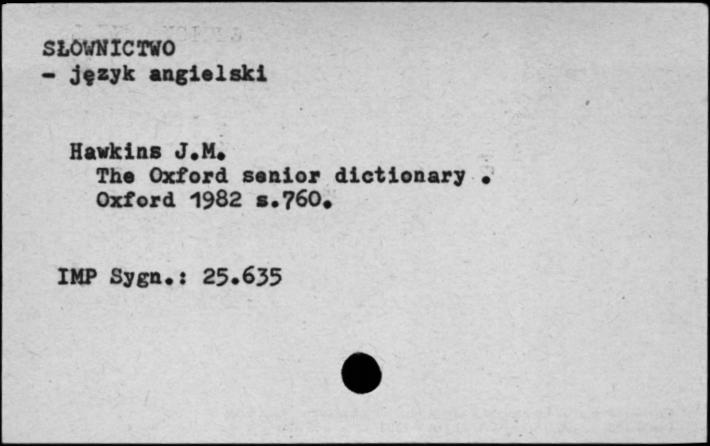 SŁOWNICTWO
- język angielski
Hawkins J.M.
The Oxford senior dictionary .
Oxford 1982 s.760.
IMP Sygn.: 25.635